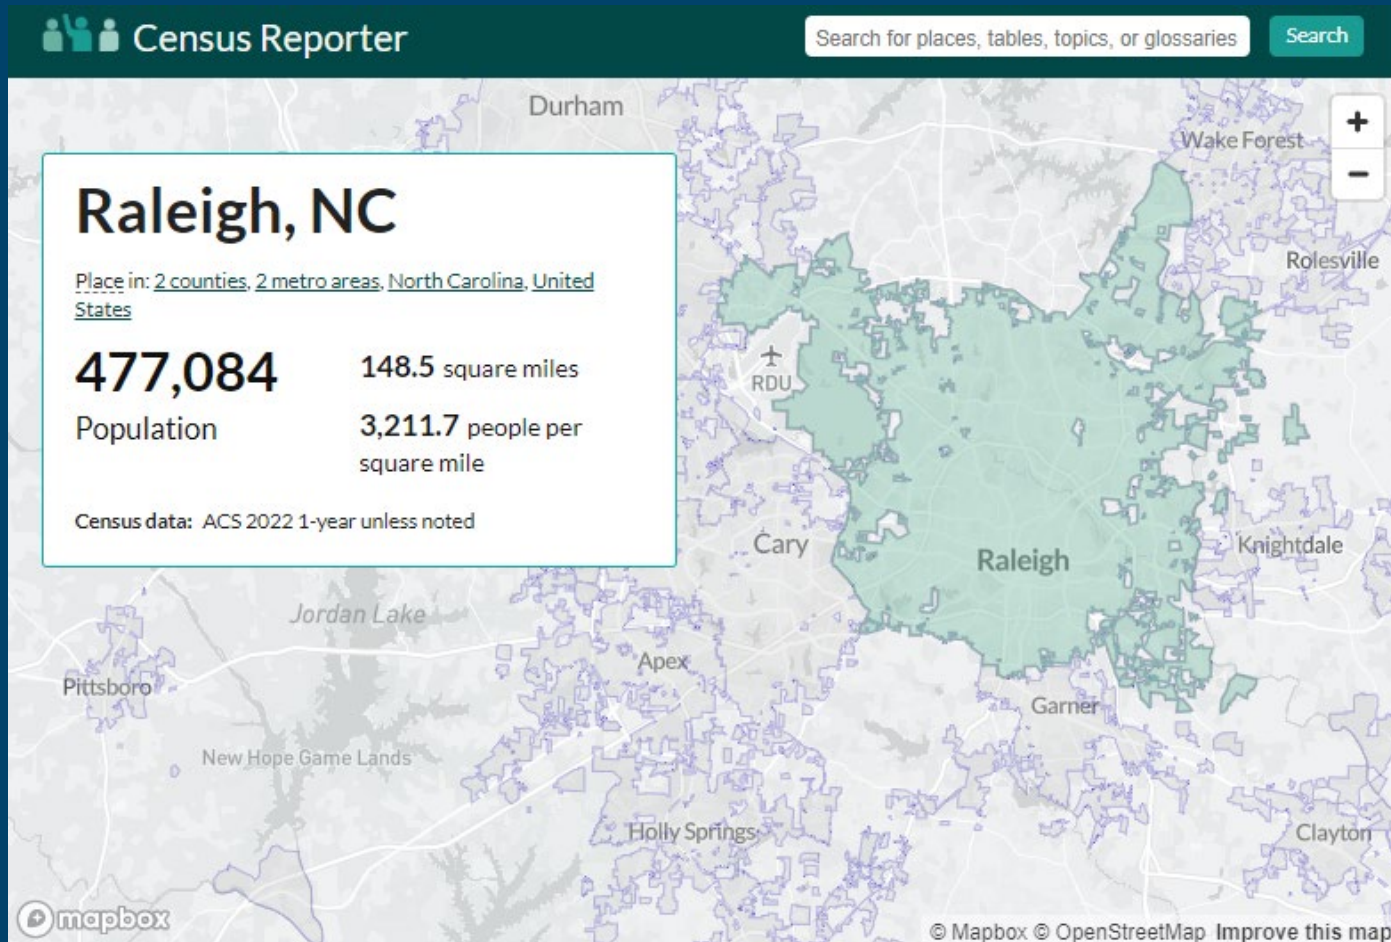 Census Reporter
Search for places, tables, topics, or glossaries
Search
Durham
Wake Forest
+
−
Raleigh, NC
Place in: 2 counties, 2 metro areas, North Carolina, United
States
477,084
Population
148.5 square miles
3,211.7 people per
square mile
Census data: ACS 2022 1-year unless noted
Rolesville
RDU
Cary
Raleigh
Knightdale
Jordan Lake
Apex
Pittsboro
Garner
New Hope Game Lands
Holly Springs
Clayton
mapbox
© Mapbox © OpenStreetMap Improve this map